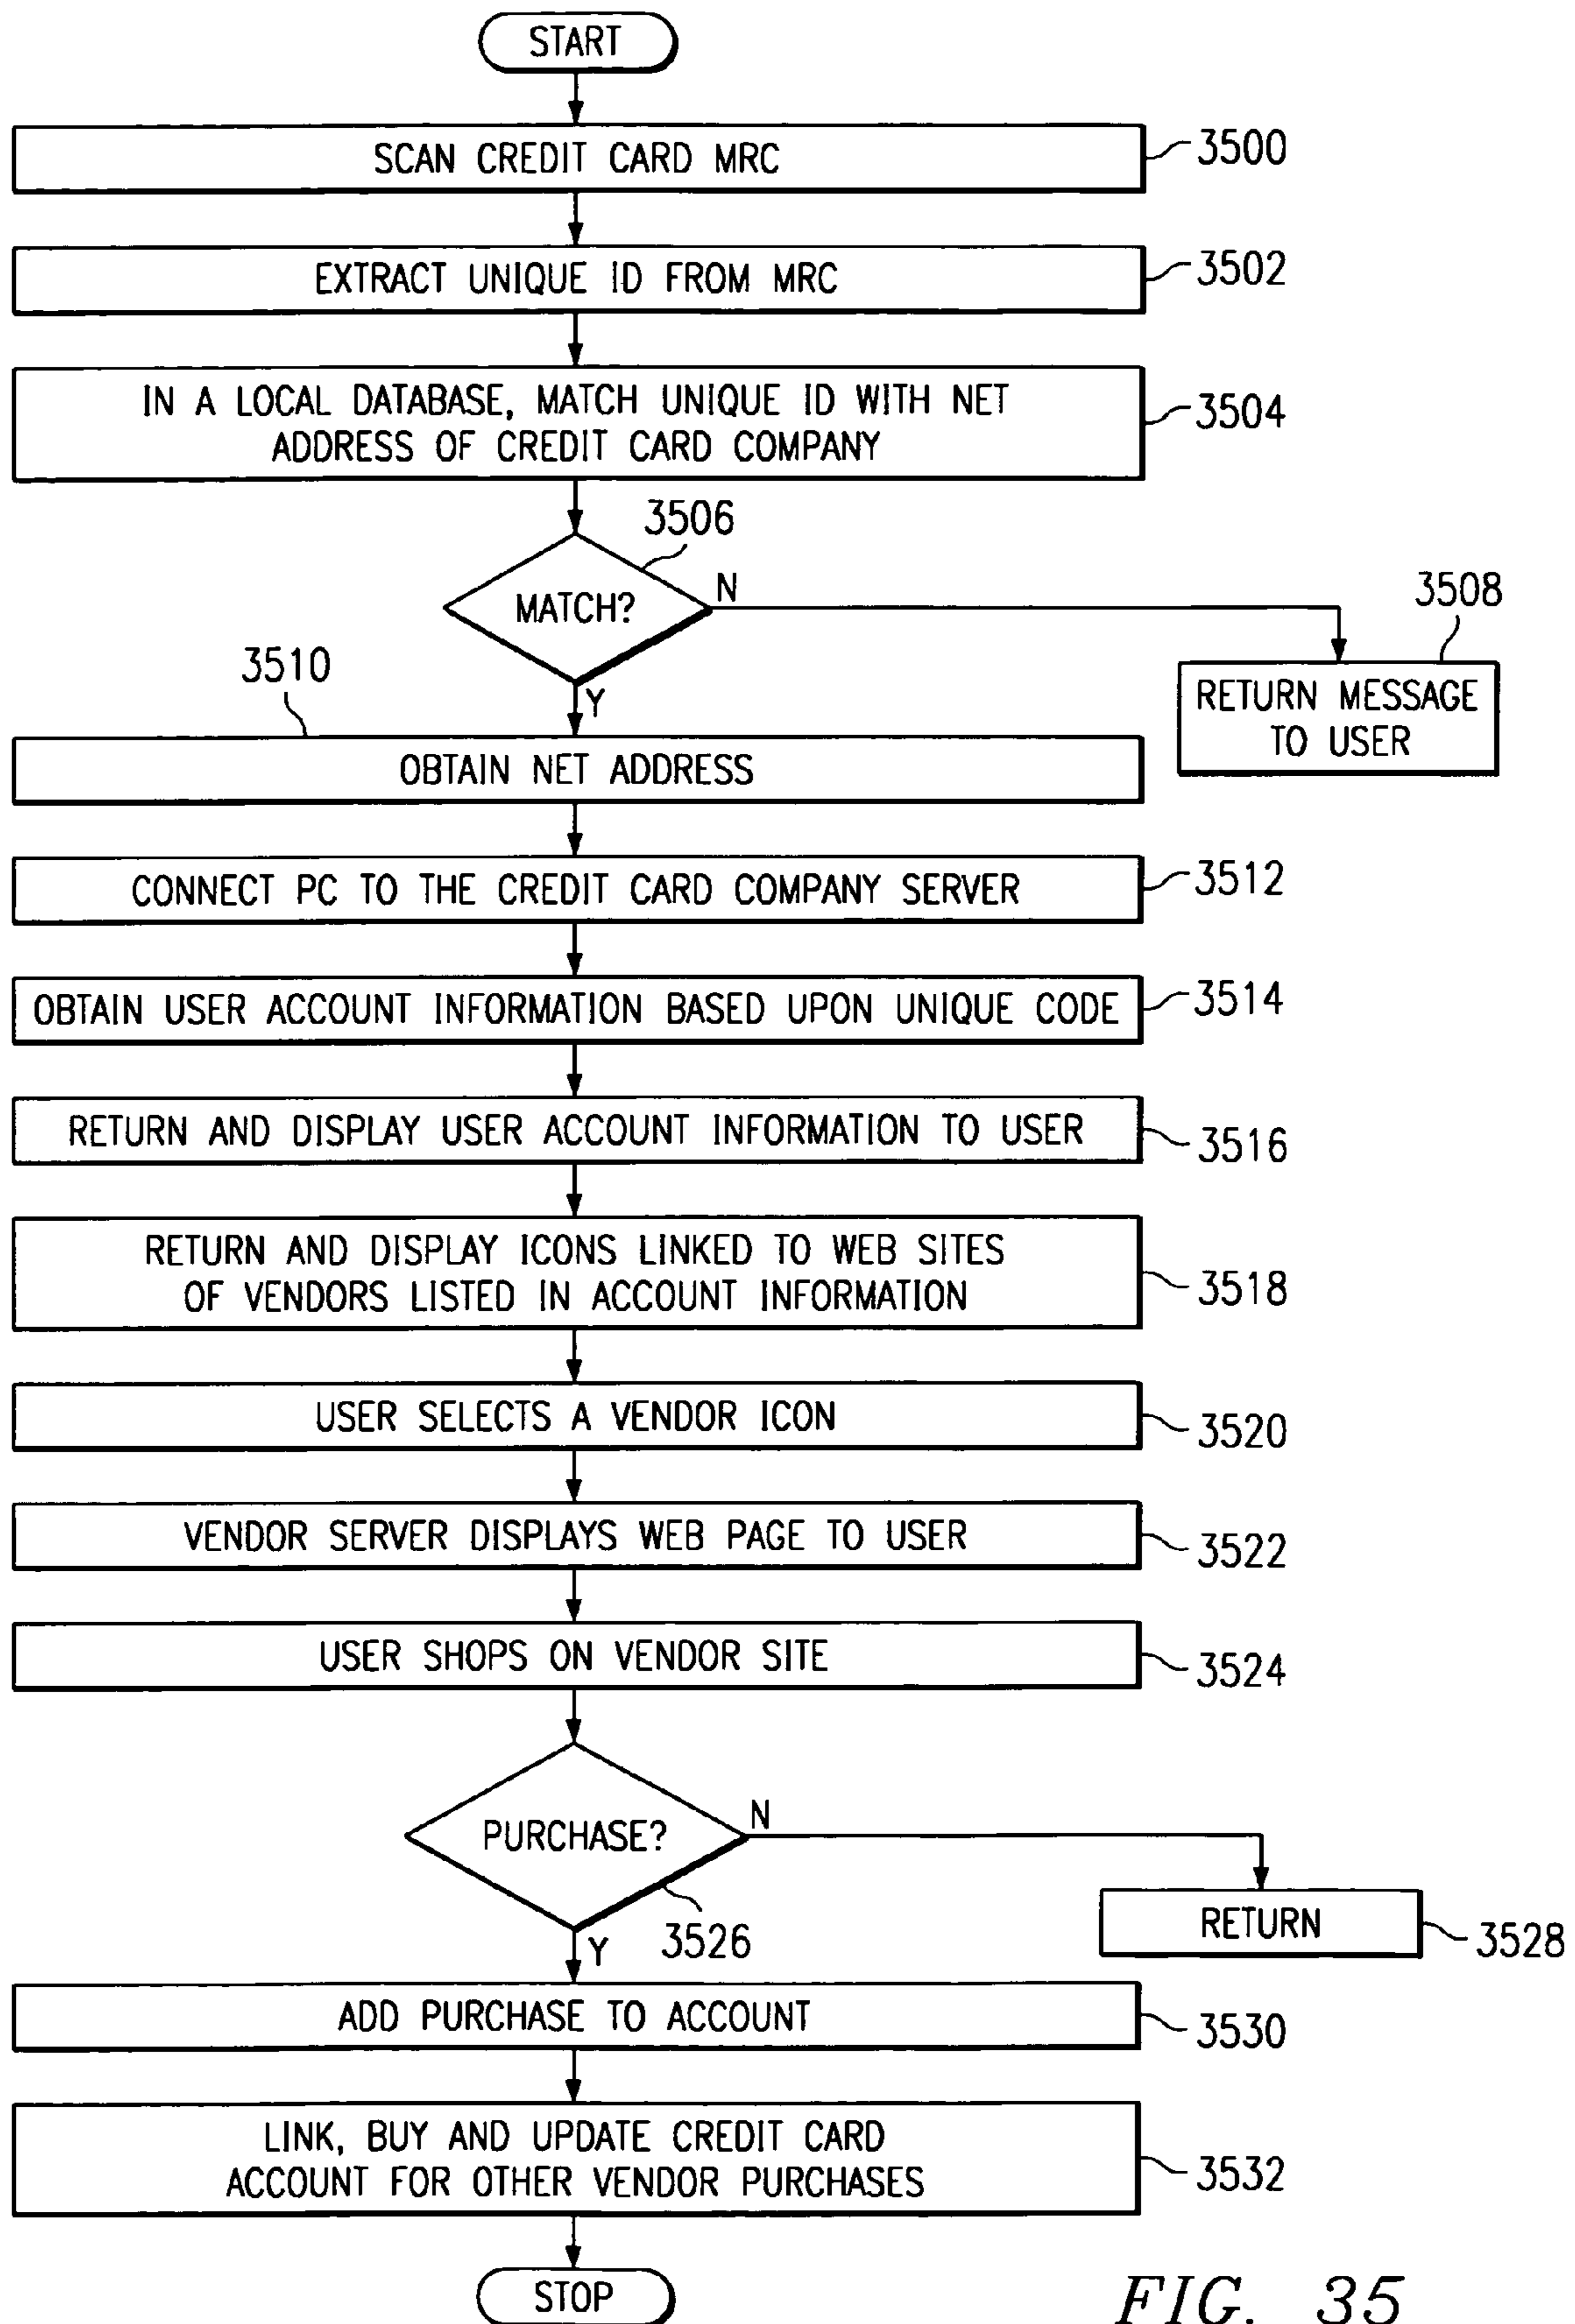 START
SCAN CREDIT CARD MRC
3500
EXTRACT UNIQUE ID FROM MRC
3502
IN A LOCAL DATABASE, MATCH UNIQUE ID WITH NET
ADDRESS OF CREDIT CARD COMPANY
3504
3506
MATCH?
N
Y
3508
RETURN MESSAGE
TO USER
3510
OBTAIN NET ADDRESS
CONNECT PC TO THE CREDIT CARD COMPANY SERVER
3512
OBTAIN USER ACCOUNT INFORMATION BASED UPON UNIQUE CODE
3514
RETURN AND DISPLAY USER ACCOUNT INFORMATION TO USER
3516
RETURN AND DISPLAY ICONS LINKED TO WEB SITES
OF VENDORS LISTED IN ACCOUNT INFORMATION
3518
USER SELECTS A VENDOR ICON
3520
VENDOR SERVER DISPLAYS WEB PAGE TO USER
3522
USER SHOPS ON VENDOR SITE
3524
PURCHASE?
N
3526
Y
RETURN
3528
ADD PURCHASE TO ACCOUNT
3530
LINK, BUY AND UPDATE CREDIT CARD
ACCOUNT FOR OTHER VENDOR PURCHASES
3532
STOP
FIG. 35